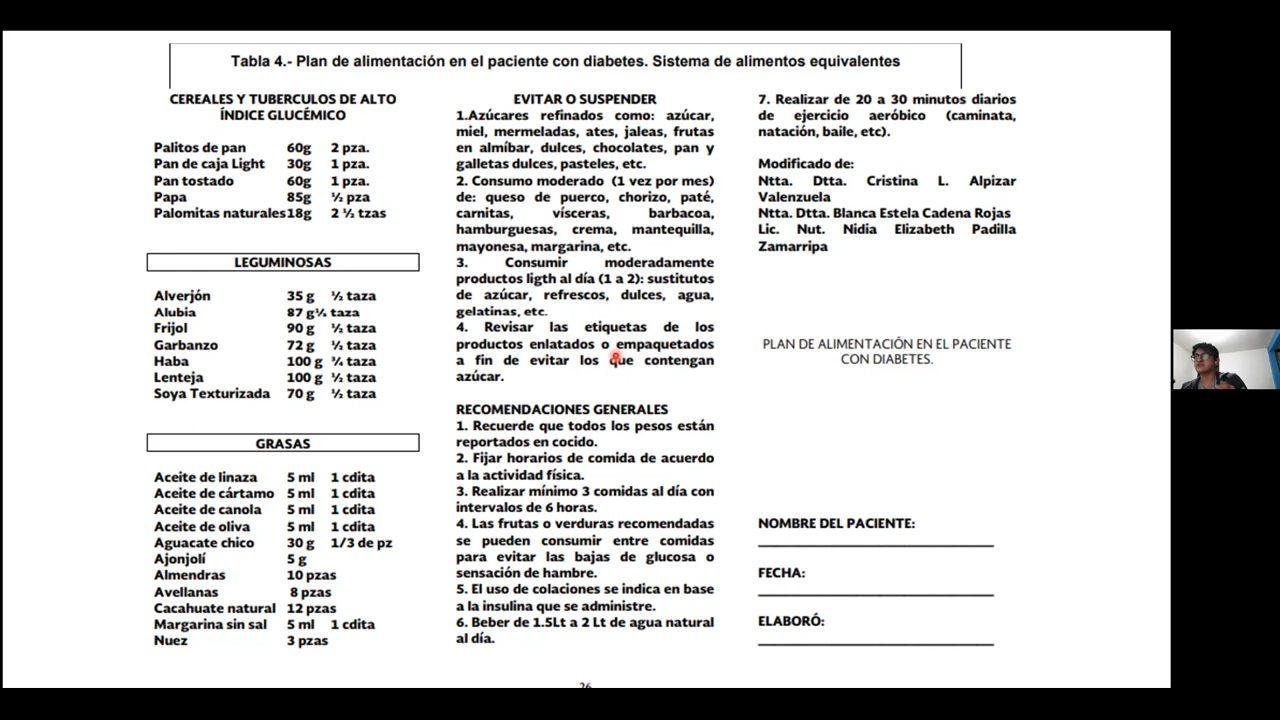 Tabla 4.- Plan de alimentación en el paciente con diabetes. Sistema de alimentos equivalentes
CEREALES Y TUBERCULOS DE ALTO
ÍNDICE GLUCÉMICO
Palitos de pan 60g 2 pza.
Pan de caja Light 30g 1 pza.
Pan tostado 60g 1 pza.
Papa 85g ½ pza
Palomitas naturales18g 2 ½ tzas
LEGUMINOSAS
Alverjón 35 g ½ taza
Alubia 87 g½ taza
Frijol 90 g ½ taza
Garbanzo 72 g ½ taza
Haba 100 g ¾ taza
Lenteja 100 g ½ taza
Soya Texturizada 70 g ½ taza
GRASAS
Aceite de linaza 5 ml 1 cdita
Aceite de cártamo 5 ml 1 cdita
Aceite de canola 5 ml 1 cdita
Aceite de oliva 5 ml 1 cdita
Aguacate chico 30 g 1/3 de pz
Ajonjolí 5 g
Almendras 10 pzas
Avellanas 8 pzas
Cacahuate natural 12 pzas
Margarina sin sal 5 ml 1 cdita
Nuez 3 pzas
EVITAR O SUSPENDER
1.Azúcares refinados como: azúcar,
miel, mermeladas, ates, jaleas, frutas
en almíbar, dulces, chocolates, pan y
galletas dulces, pasteles, etc.
2. Consumo moderado (1 vez por mes)
de: queso de puerco, chorizo, paté,
carnitas, vísceras, barbacoa,
hamburguesas, crema, mantequilla,
mayonesa, margarina, etc.
3. Consumir moderadamente
productos ligth al día (1 a 2): sustitutos
de azúcar, refrescos, dulces, agua,
gelatinas, etc.
4. Revisar las etiquetas de los
productos enlatados o empaquetados
a fin de evitar los que contengan
azúcar.
RECOMENDACIONES GENERALES
1. Recuerde que todos los pesos están
reportados en cocido.
2. Fijar horarios de comida de acuerdo
a la actividad física.
3. Realizar mínimo 3 comidas al día con
intervalos de 6 horas.
4. Las frutas o verduras recomendadas
se pueden consumir entre comidas
para evitar las bajas de glucosa o
sensación de hambre.
5. El uso de colaciones se indica en base
a la insulina que se administre.
6. Beber de 1.5Lt a 2 Lt de agua natural
al día.
7. Realizar de 20 a 30 minutos diarios
de ejercicio aeróbico (caminata,
natación, baile, etc).
Modificado de:
Ntta. Dtta. Cristina L. Alpizar
Valenzuela
Ntta. Dtta. Blanca Estela Cadena Rojas
Lic. Nut. Nidia Elizabeth Padilla
Zamarripa
PLAN DE ALIMENTACIÓN EN EL PACIENTE
CON DIABETES.
NOMBRE DEL PACIENTE:
FECHA:
ELABORÓ:
26